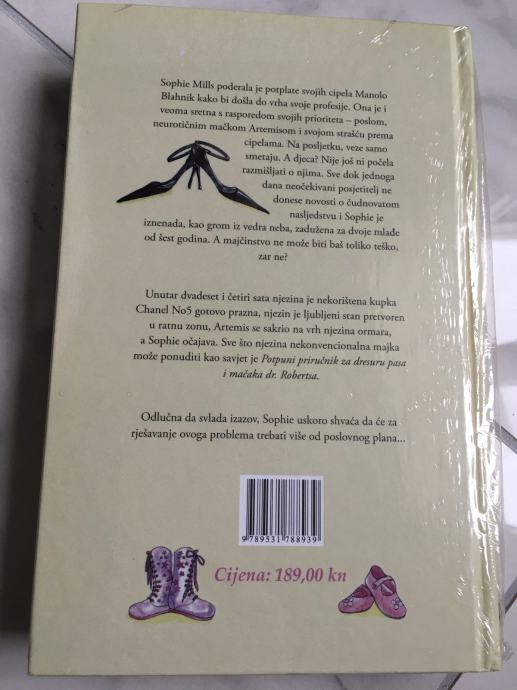 Sophie Mills poderala je potplate svojih cipela Manolo
Blahnik kako bi došla do vrha svoje profesije. Ona je i
veoma sretna s rasporedom svojih prioriteta – poslom,
neurotičnim mačkom Artemisom i svojom strašću prema
cipelama. Na posljetku, veze samo
smetaju. A djeca? Nije još ni počela
razmišljati o njima. Sve dok jednoga
dana neočekivani posjetitelj ne
donese novosti o čudnovatom
nasljedstvu i Sophie je
iznenada, kao grom iz vedra neba, zadužena za dvoje mlađe
od šest godina. A majčinstvo ne može biti baš toliko teško,
zar ne?
Unutar dvadeset i četiri sata njezina je nekorištena kupka
Chanel No5 gotovo prazna, njezin je ljubljeni stan pretvoren
u ratnu zonu, Artemis se sakrio na vrh njezina ormara,
a Sophie očajava. Sve što njezina nekonvencionalna majka
može ponuditi kao savjet je Potpuni priručnik za dresuru pasa
i mačaka dr. Robertsa.
Odlučna da svlada izazov, Sophie uskoro shvaća da će za
rješavanje ovoga problema trebati više od poslovnog plana...
9 789531 788939
Cijena: 189,00 kn